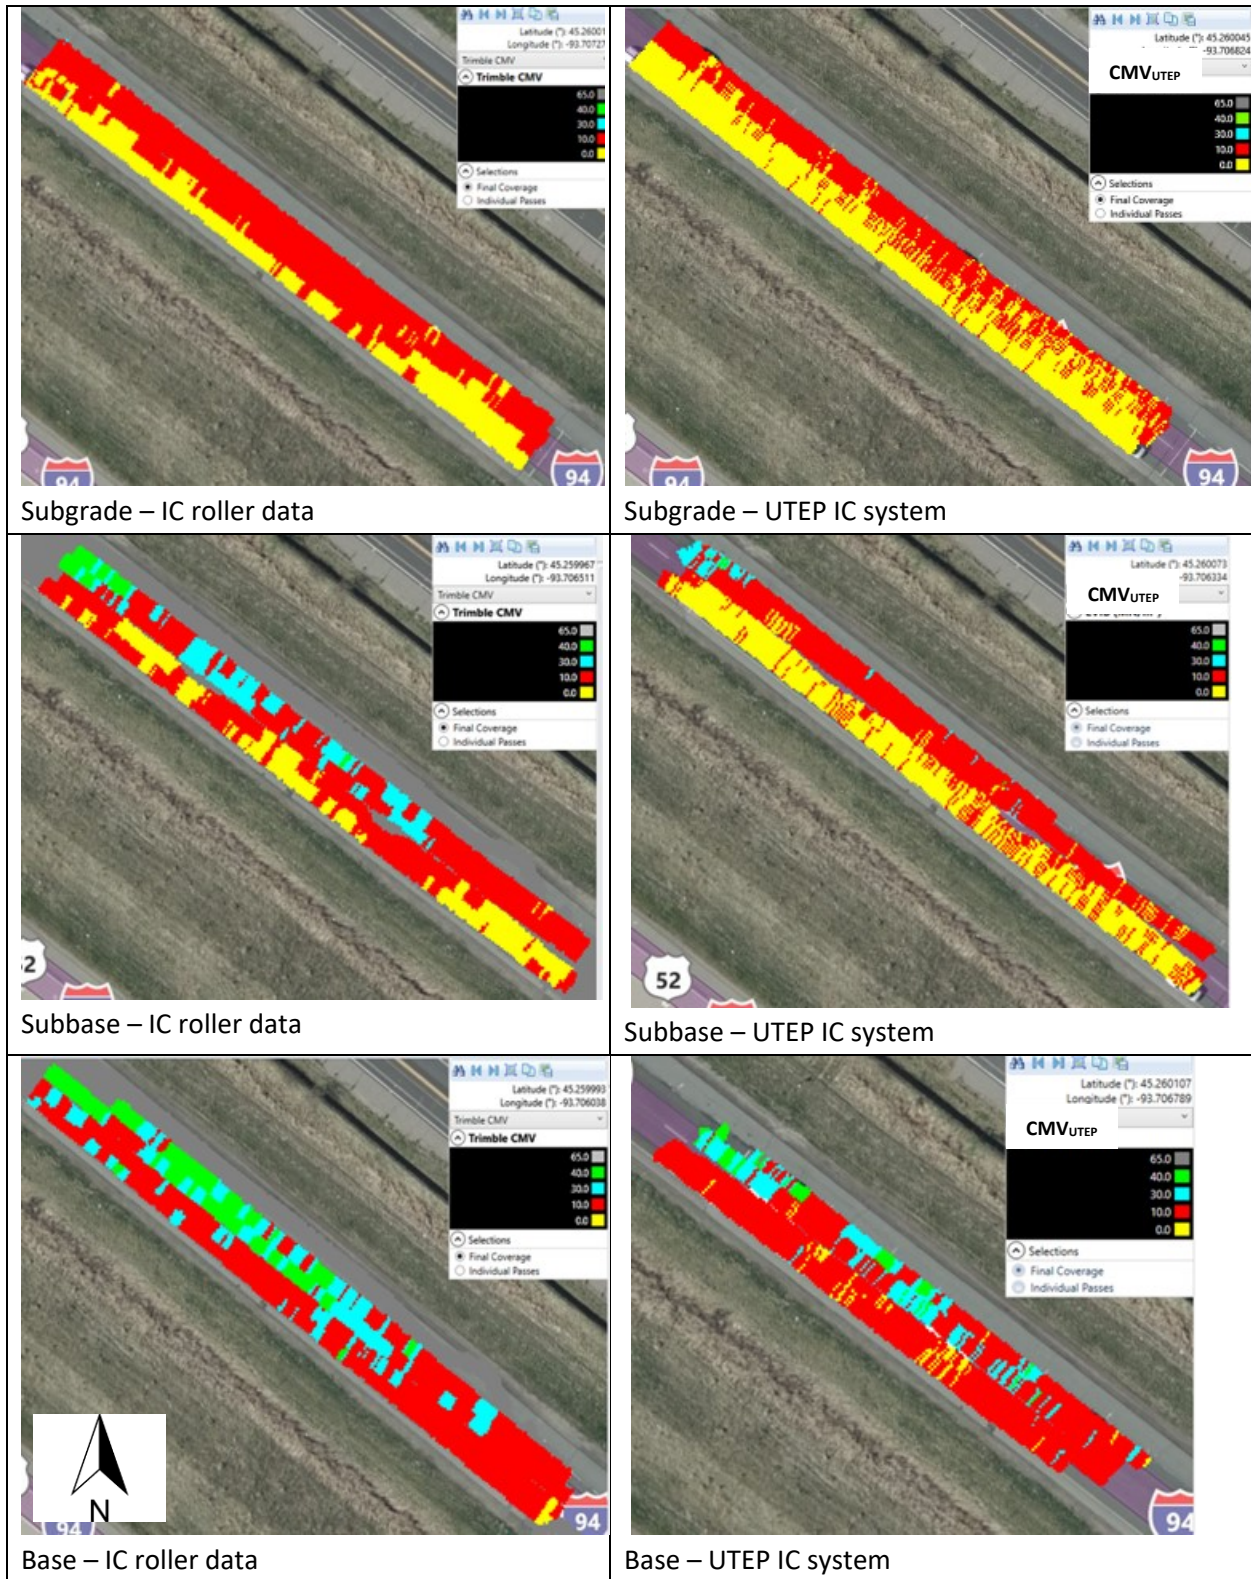 Latitude (°): 45.26001
Longitude (°): -93.70727
Trimble CMV
Trimble CMV
65.0
40.0
30.0
10.0
0.0
Selections
Final Coverage
Individual Passes
94
94
Subgrade – IC roller data
Latitude (°): 45.260045
-93.706824
CMVUTEP
65.0
40.0
30.0
10.0
0.0
Selections
Final Coverage
Individual Passes
94
94
Subgrade – UTEP IC system
Latitude (°): 45.259967
Longitude (°): -93.706511
Trimble CMV
Trimble CMV
65.0
40.0
30.0
10.0
0.0
Selections
Final Coverage
Individual Passes
Subbase – IC roller data
Latitude (°): 45.260073
-93.706334
CMVUTEP
65.0
40.0
30.0
10.0
0.0
Selections
Final Coverage
Individual Passes
52
Subbase – UTEP IC system
Latitude (°): 45.259993
Longitude (°): -93.706038
Trimble CMV
Trimble CMV
65.0
40.0
30.0
10.0
0.0
Selections
Final Coverage
Individual Passes
N
94
94
Base – IC roller data
Latitude (°): 45.260107
Longitude (°): -93.706789
CMVUTEP
65.0
40.0
30.0
10.0
0.0
Selections
Final Coverage
Individual Passes
94
Base – UTEP IC system